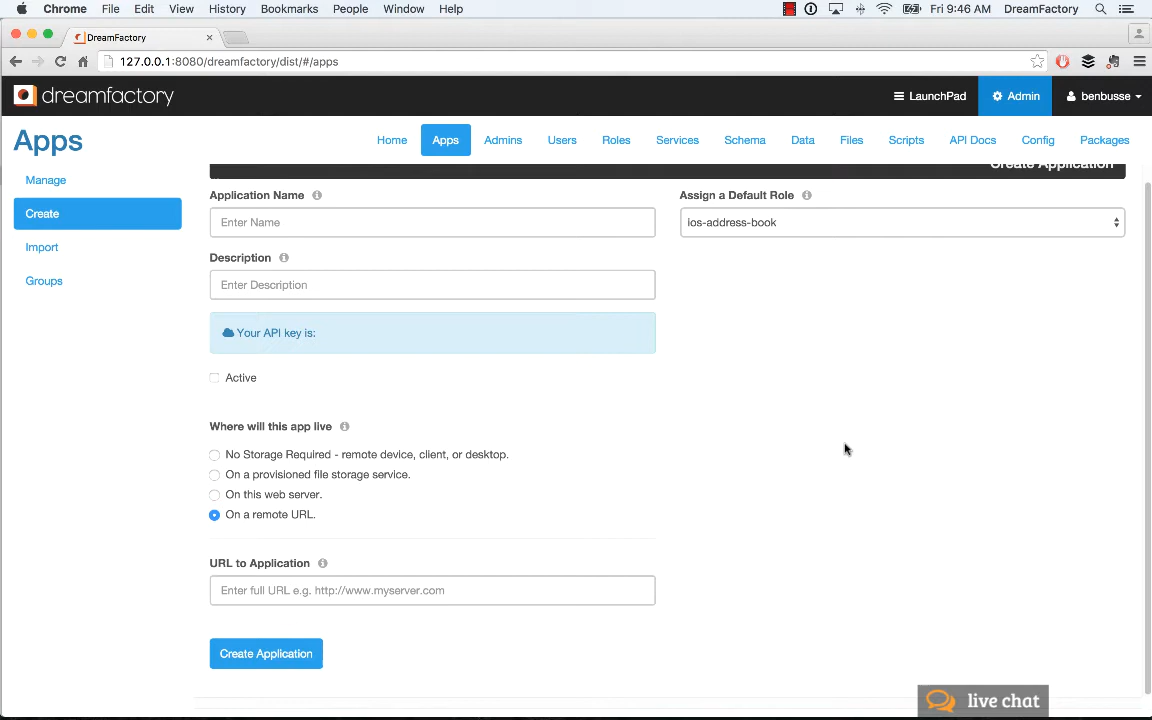 Chrome File Edit View History Bookmarks People Window Help Fri 9:46 AM DreamFactory
DreamFactory
127.0.0.1:8080/dreamfactory/dist/#/apps
dreamfactory LaunchPad Admin benbusse
Apps Home Apps Admins Users Roles Services Schema Data Files Scripts API Docs Config Packages
Manage
Create
Import
Groups
Create Application
Application Name
Enter Name
Assign a Default Role
ios-address-book
Description
Enter Description
Your API key is:
Active
Where will this app live
No Storage Required - remote device, client, or desktop.
On a provisioned file storage service.
On this web server.
On a remote URL.
URL to Application
Enter full URL e.g. http://www.myserver.com
Create Application
live chat